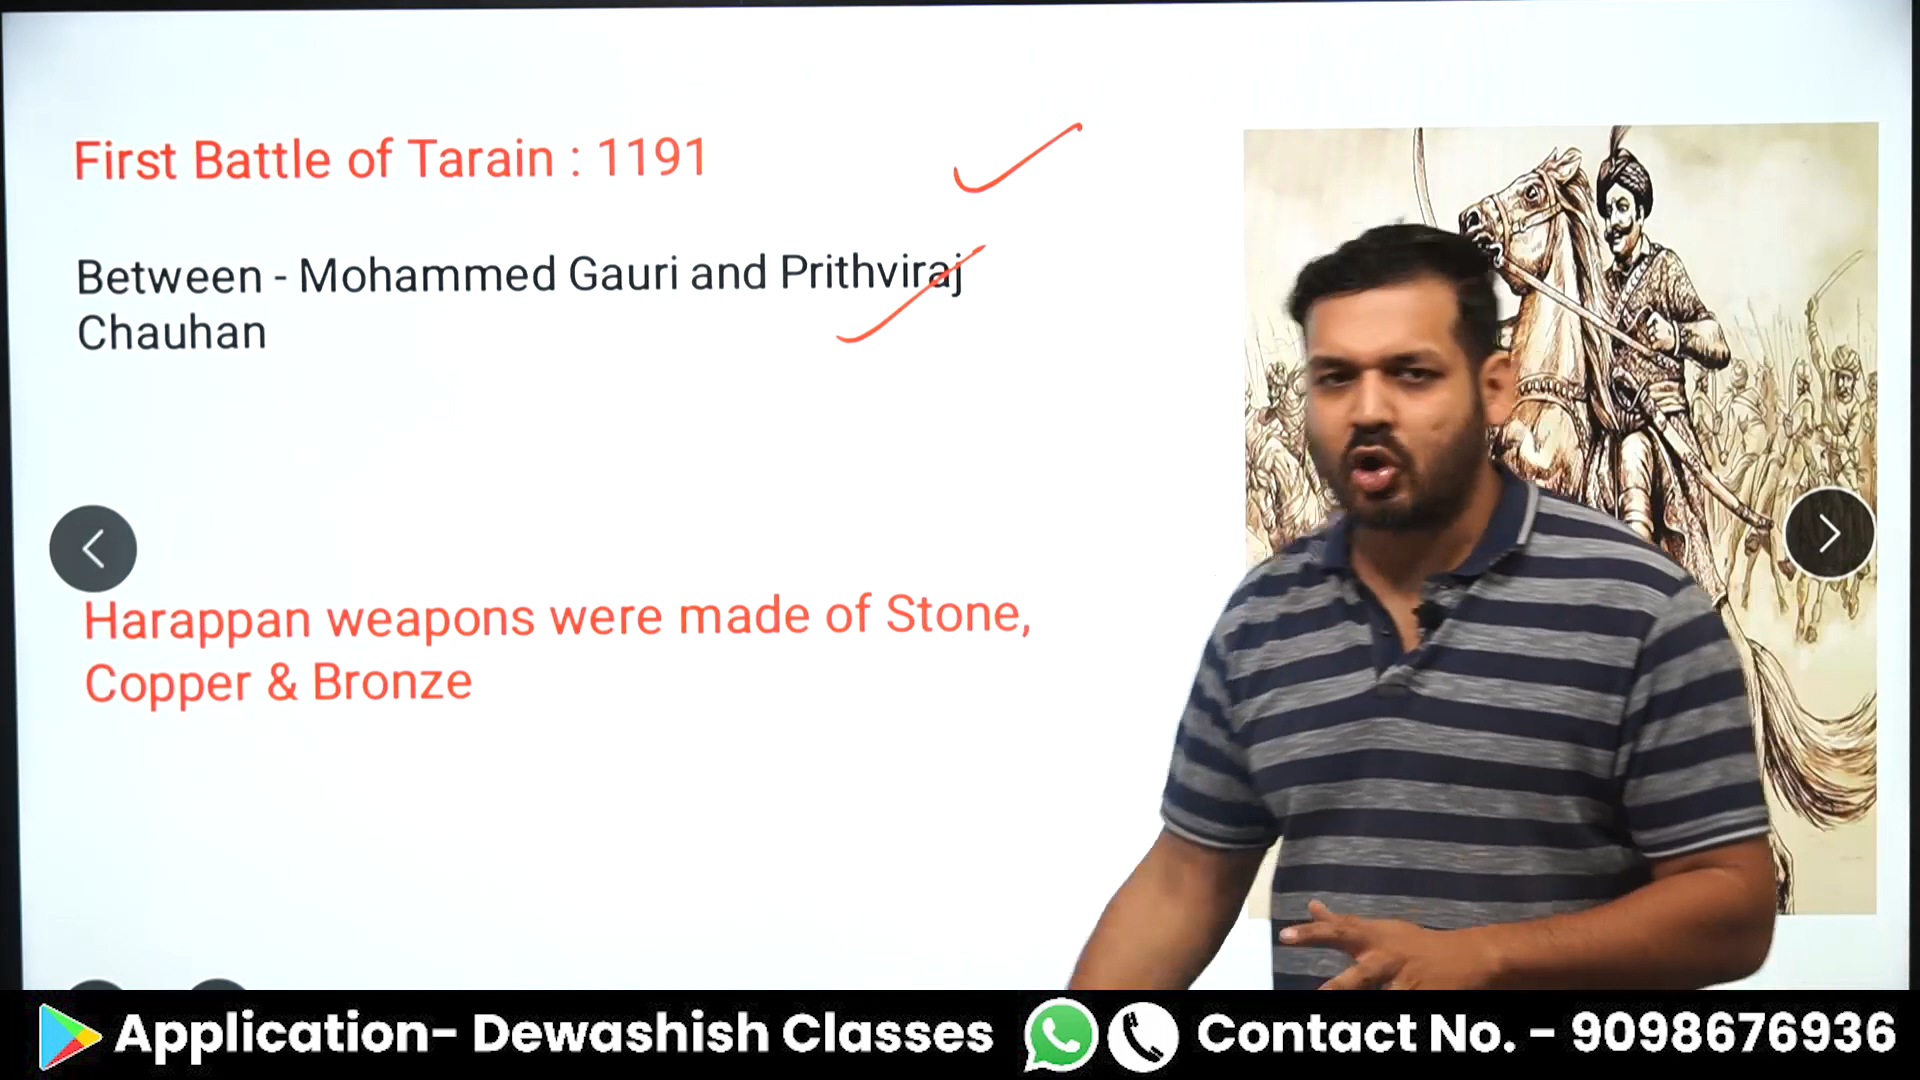 First Battle of Tarain : 1191
Between - Mohammed Gauri and Prithviraj
Chauhan
Harappan weapons were made of Stone,
Copper & Bronze
Application- Dewashish Classes
Contact No. - 9098676936